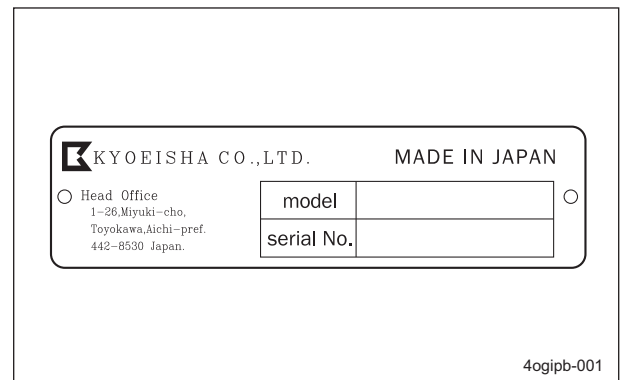 KYOEISHA CO.,LTD. MADE IN JAPAN
Head Office
1-26,Miyuki-cho,
Toyokawa,Aichi-pref.
442-8530 Japan.
model
serial No.
4ogipb-001